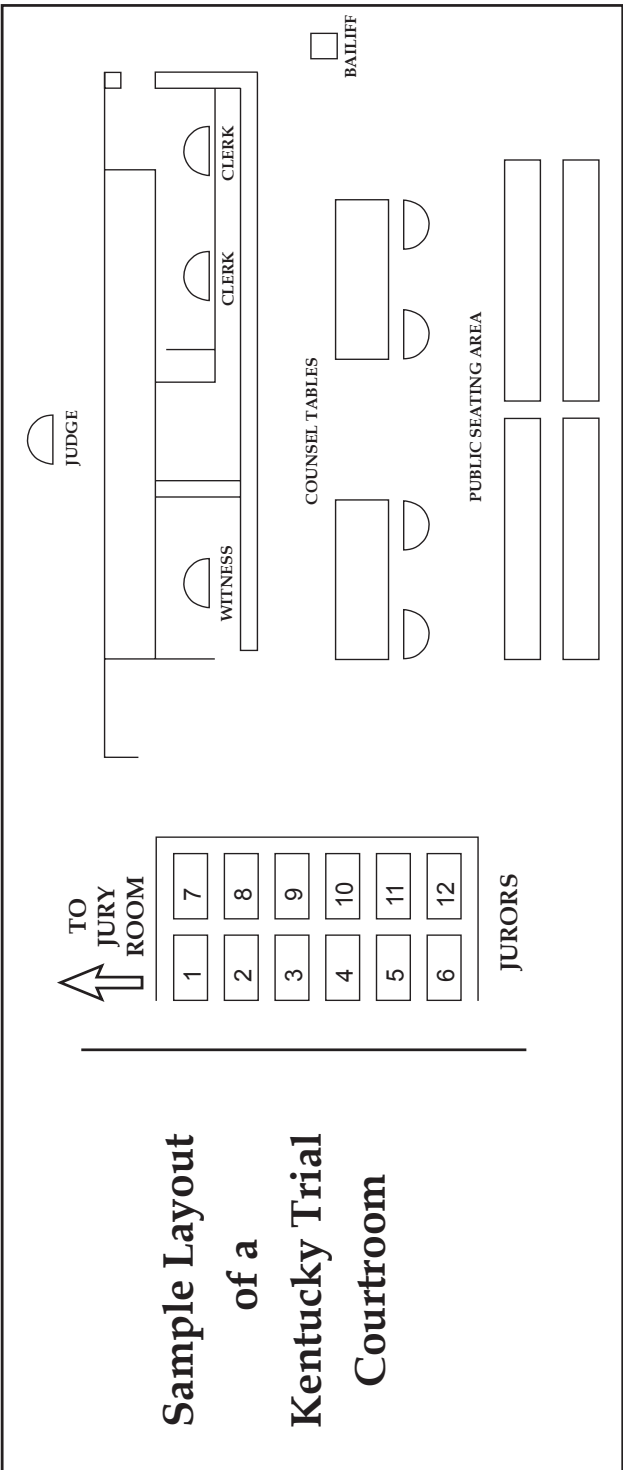 Sample Layout
of a
Kentucky Trial
Courtroom
TO
JURY
ROOM
1 7
2 8
3 9
4 10
5 11
6 12
JURORS
JUDGE
WITNESS
CLERK
CLERK
COUNSEL TABLES
PUBLIC SEATING AREA
BAILIFF